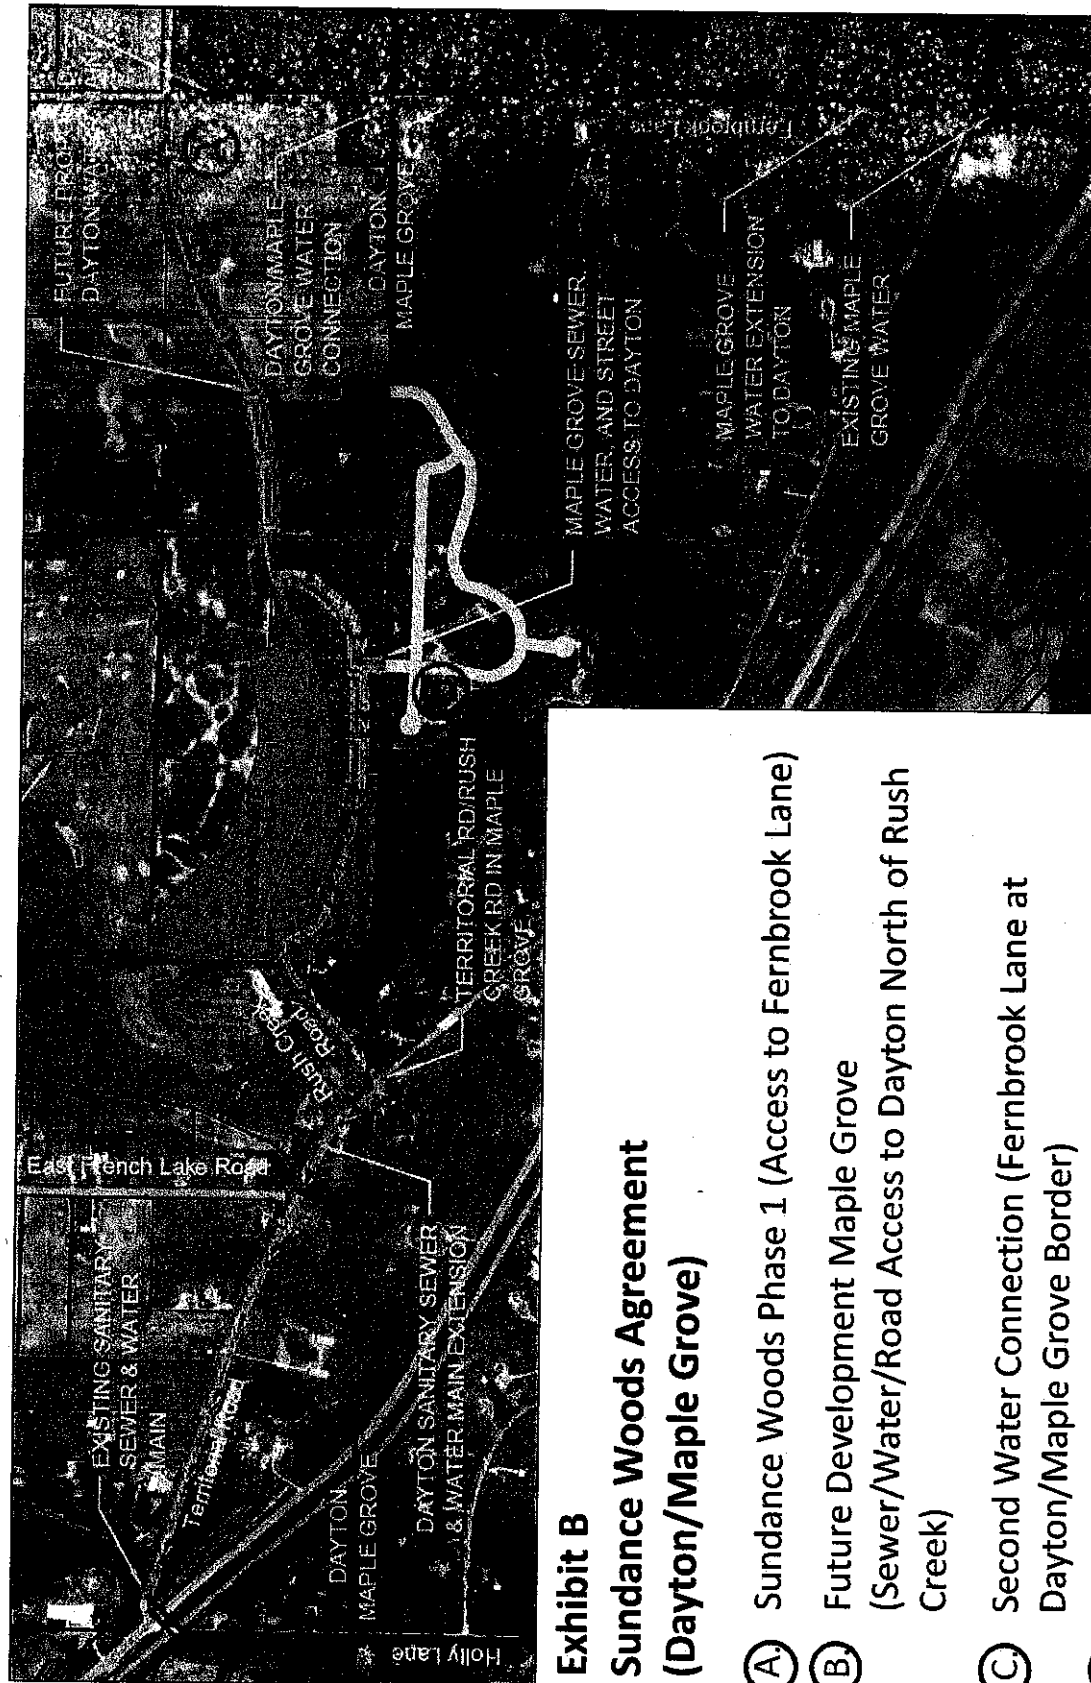 EXISTING SANITARY
SEWER & WATER
MAIN
East French Lake Road
Territorial Road
DAYTON
MAPLE GROVE
Holly Lane
DAYTON SANITARY SEWER
& WATER MAIN EXTENSION
Rush Creek
Road
TERRITORIAL RD/RUSH
CREEK RD IN MAPLE
GROVE
FUTURE
DAYTON
DAYTON/MAPLE
GROVE WATER
CONNECTION
DAYTON
MAPLE GROVE
MAPLE GROVE SEWER,
WATER, AND STREET
ACCESS TO DAYTON
Fernbrook Lane
MAPLE GROVE
WATER EXTENSION
TO DAYTON
EXISTING MAPLE
GROVE WATER
Exhibit B
Sundance Woods Agreement
(Dayton/Maple Grove)
A. Sundance Woods Phase 1 (Access to Fernbrook Lane)
B. Future Development Maple Grove
(Sewer/Water/Road Access to Dayton North of Rush
Creek)
C. Second Water Connection (Fernbrook Lane at
Dayton/Maple Grove Border)